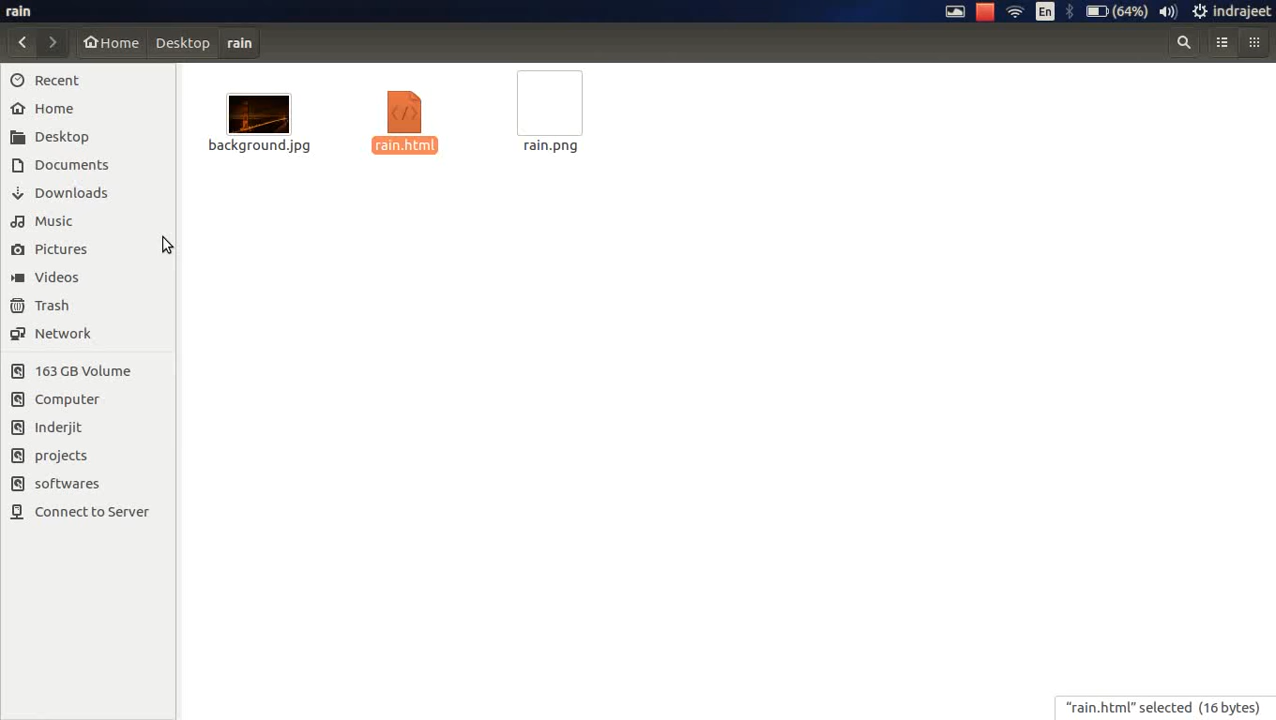 rain
En
(64%)
indrajeet
Home
Desktop
rain
Recent
Home
Desktop
Documents
Downloads
Music
Pictures
Videos
Trash
Network
163 GB Volume
Computer
Inderjit
projects
softwares
Connect to Server
background.jpg
rain.html
rain.png
“rain.html” selected (16 bytes)